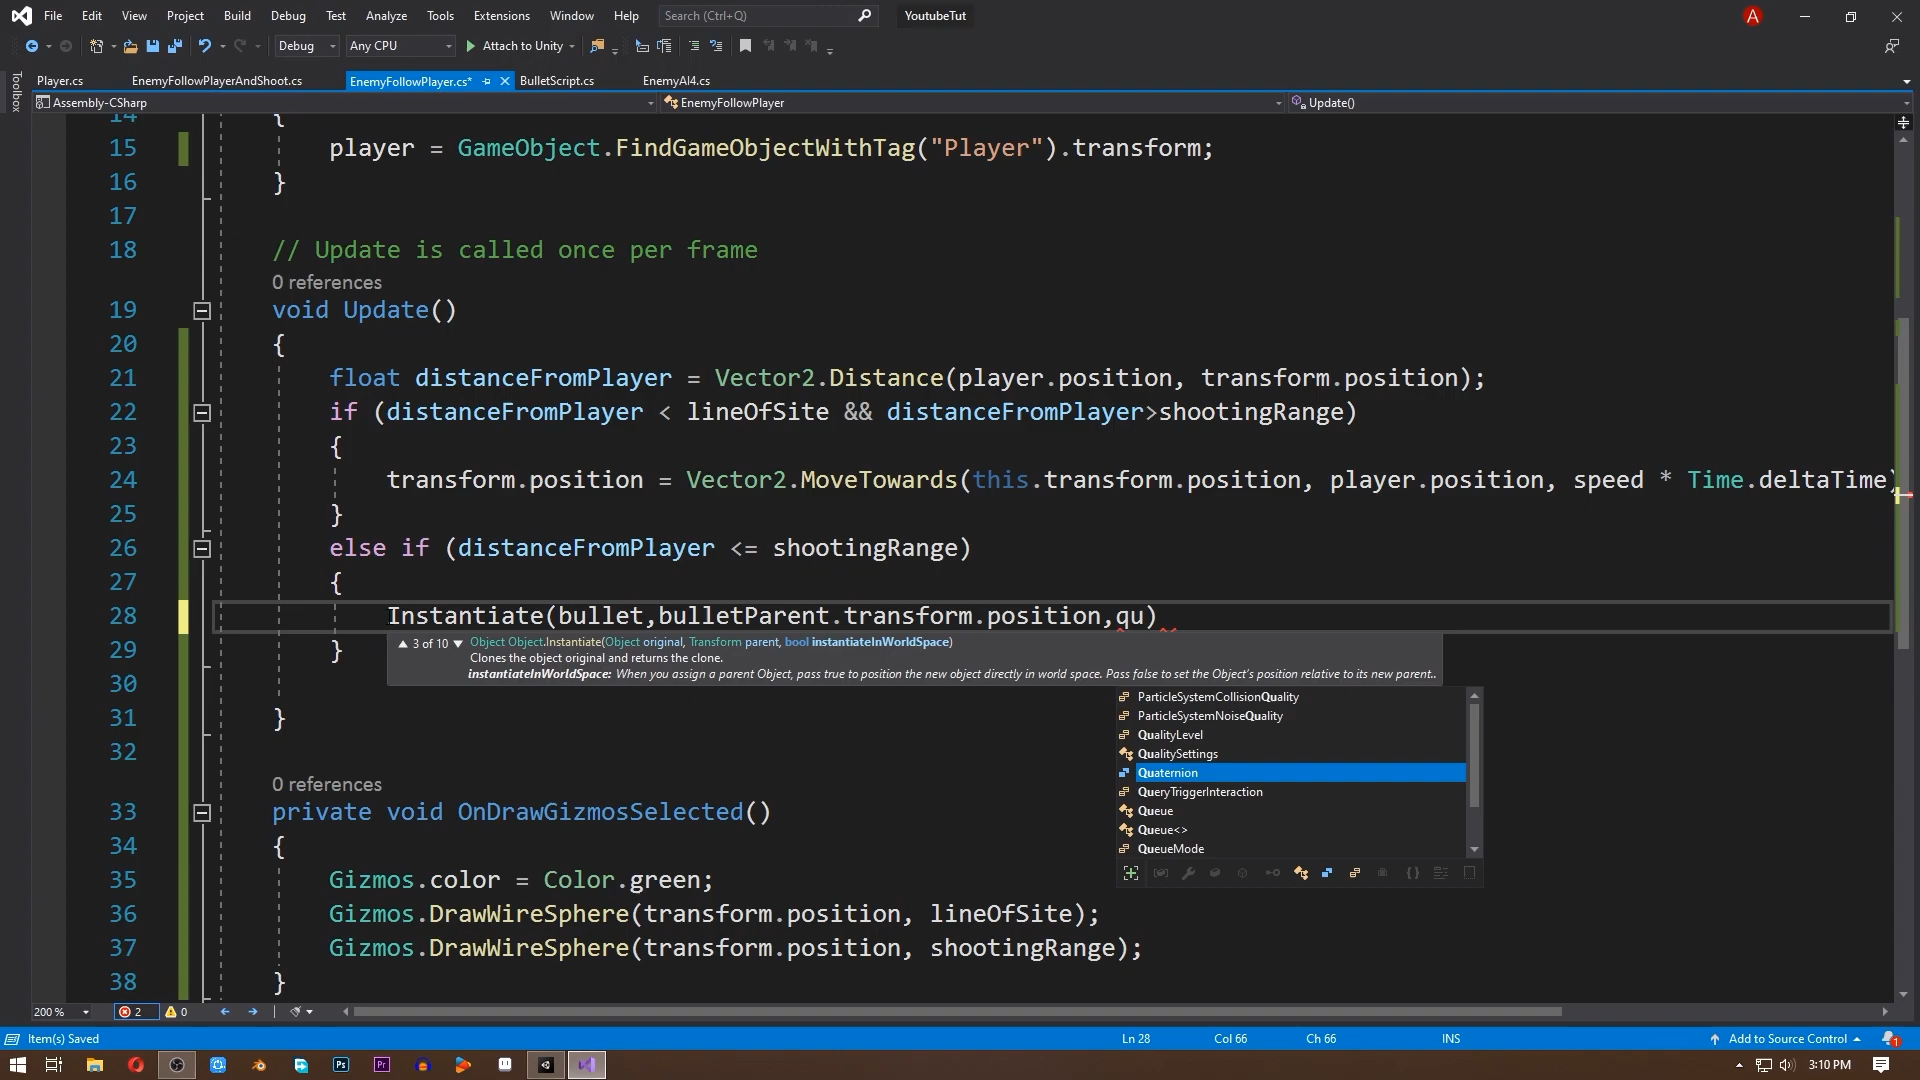 File Edit View Project Build Debug Test Analyze Tools Extensions Window Help Search (Ctrl+Q) YoutubeTut A
Debug Any CPU Attach to Unity
Toolbox
Player.cs EnemyFollowPlayerAndShoot.cs EnemyFollowPlayer.cs* BulletScript.cs EnemyAI4.cs
Assembly-CSharp EnemyFollowPlayer Update()
14 {
15 player = GameObject.FindGameObjectWithTag("Player").transform;
16 }
17
18 // Update is called once per frame
0 references
19 void Update()
20 {
21 float distanceFromPlayer = Vector2.Distance(player.position, transform.position);
22 if (distanceFromPlayer < lineOfSite && distanceFromPlayer>shootingRange)
23 {
24 transform.position = Vector2.MoveTowards(this.transform.position, player.position, speed * Time.deltaTime)
25 }
26 else if (distanceFromPlayer <= shootingRange)
27 {
28 Instantiate(bullet,bulletParent.transform.position,qu)
29 }
▲ 3 of 10 ▼ Object Object.Instantiate(Object original, Transform parent, bool instantiateInWorldSpace)
Clones the object original and returns the clone.
instantiateInWorldSpace: When you assign a parent Object, pass true to position the new object directly in world space. Pass false to set the Object's position relative to its new parent..
30
ParticleSystemCollisionQuality
ParticleSystemNoiseQuality
QualityLevel
QualitySettings
Quaternion
QueryTriggerInteraction
Queue
Queue<>
QueueMode
31 }
32
0 references
33 private void OnDrawGizmosSelected()
34 {
35 Gizmos.color = Color.green;
36 Gizmos.DrawWireSphere(transform.position, lineOfSite);
37 Gizmos.DrawWireSphere(transform.position, shootingRange);
38 }
200 % 2 0
Item(s) Saved Ln 28 Col 66 Ch 66 INS Add to Source Control 1
Ps Pr 3:10 PM